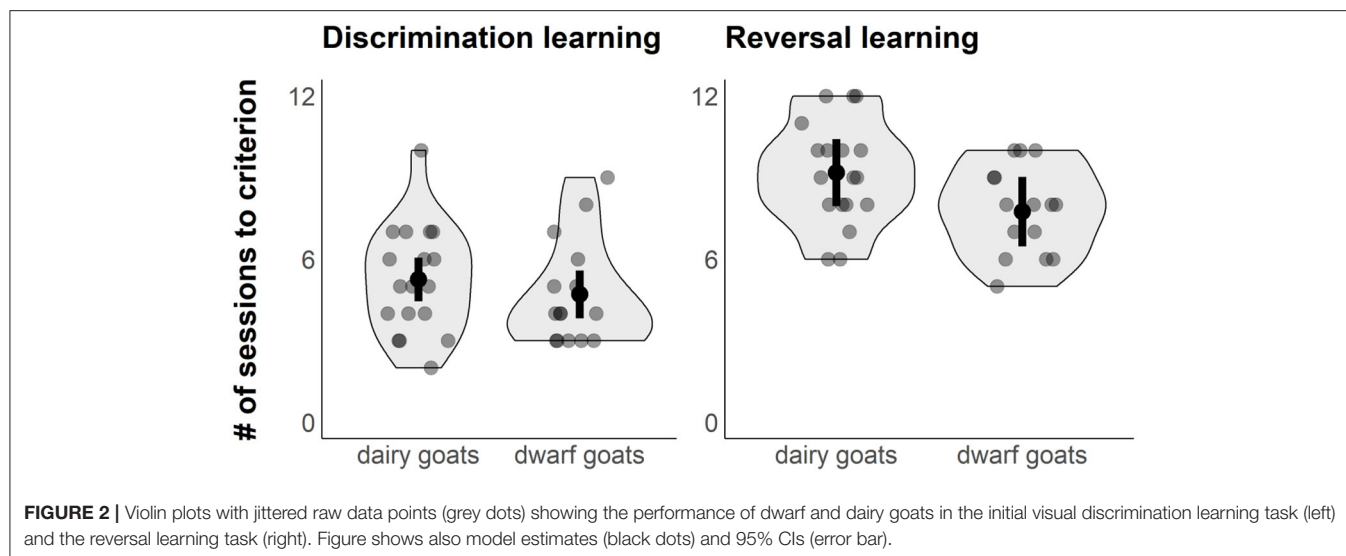 Discrimination learning
Reversal learning
# of sessions to criterion
12
6
0
dairy goats
dwarf goats
12
6
0
dairy goats
dwarf goats
FIGURE 2 | Violin plots with jittered raw data points (grey dots) showing the performance of dwarf and dairy goats in the initial visual discrimination learning task (left)
and the reversal learning task (right). Figure shows also model estimates (black dots) and 95% CIs (error bar).